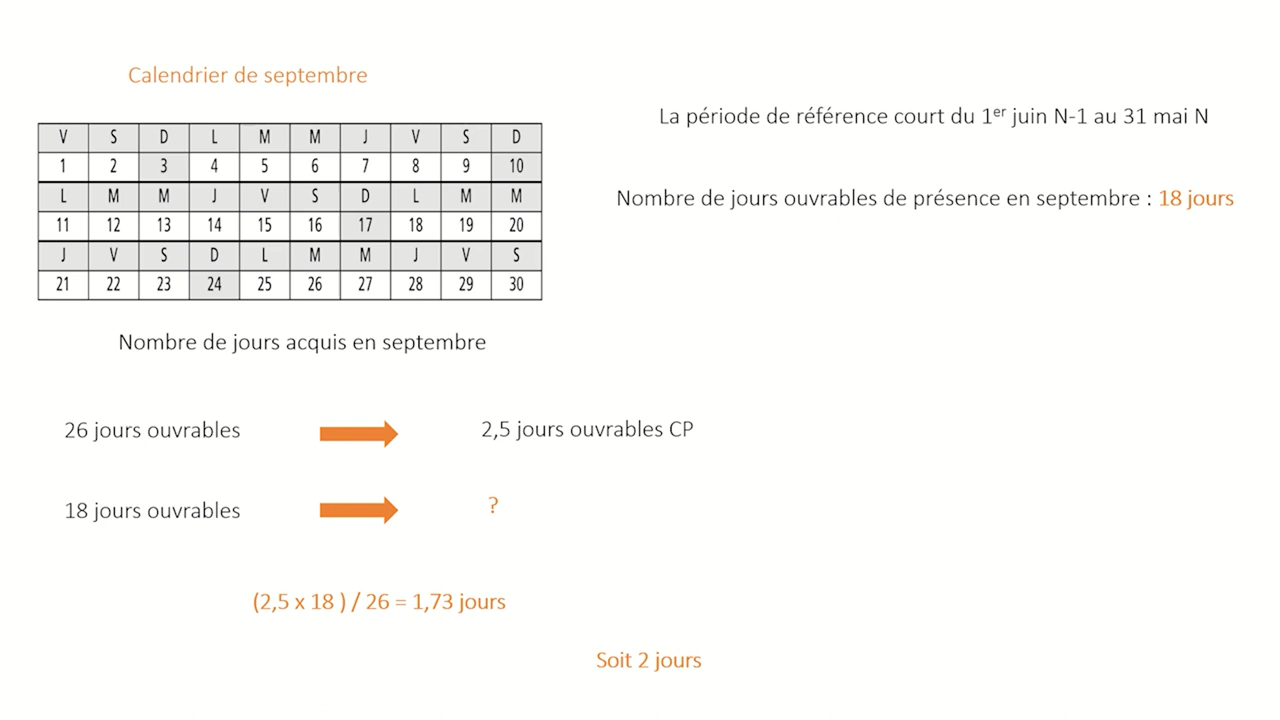 Calendrier de septembre
La période de référence court du 1er juin N-1 au 31 mai N
V S D L M M J V S D
1 2 3 4 5 6 7 8 9 10
Nombre de jours ouvrables de présence en septembre : 18 jours
L M M J V S D L M M
11 12 13 14 15 16 17 18 19 20
J V S D L M M J V S
21 22 23 24 25 26 27 28 29 30
Nombre de jours acquis en septembre
26 jours ouvrables 2,5 jours ouvrables CP
18 jours ouvrables ?
(2,5 x 18 ) / 26 = 1,73 jours
Soit 2 jours